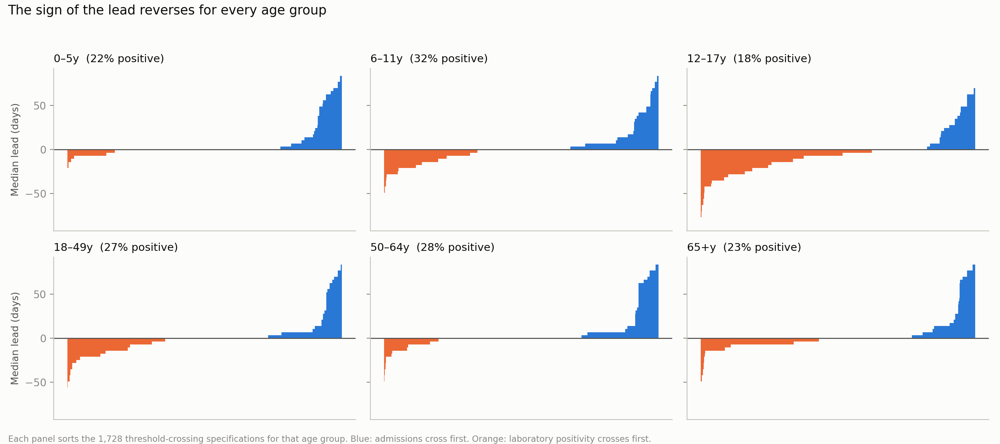 The sign of the lead reverses for every age group
0–5y  (22% positive)
6–11y  (32% positive)
12–17y  (18% positive)
Median lead (days)
50
0
−50
18–49y  (27% positive)
50–64y  (28% positive)
65+y  (23% positive)
Median lead (days)
50
0
−50
Each panel sorts the 1,728 threshold-crossing specifications for that age group. Blue: admissions cross first. Orange: laboratory positivity crosses first.